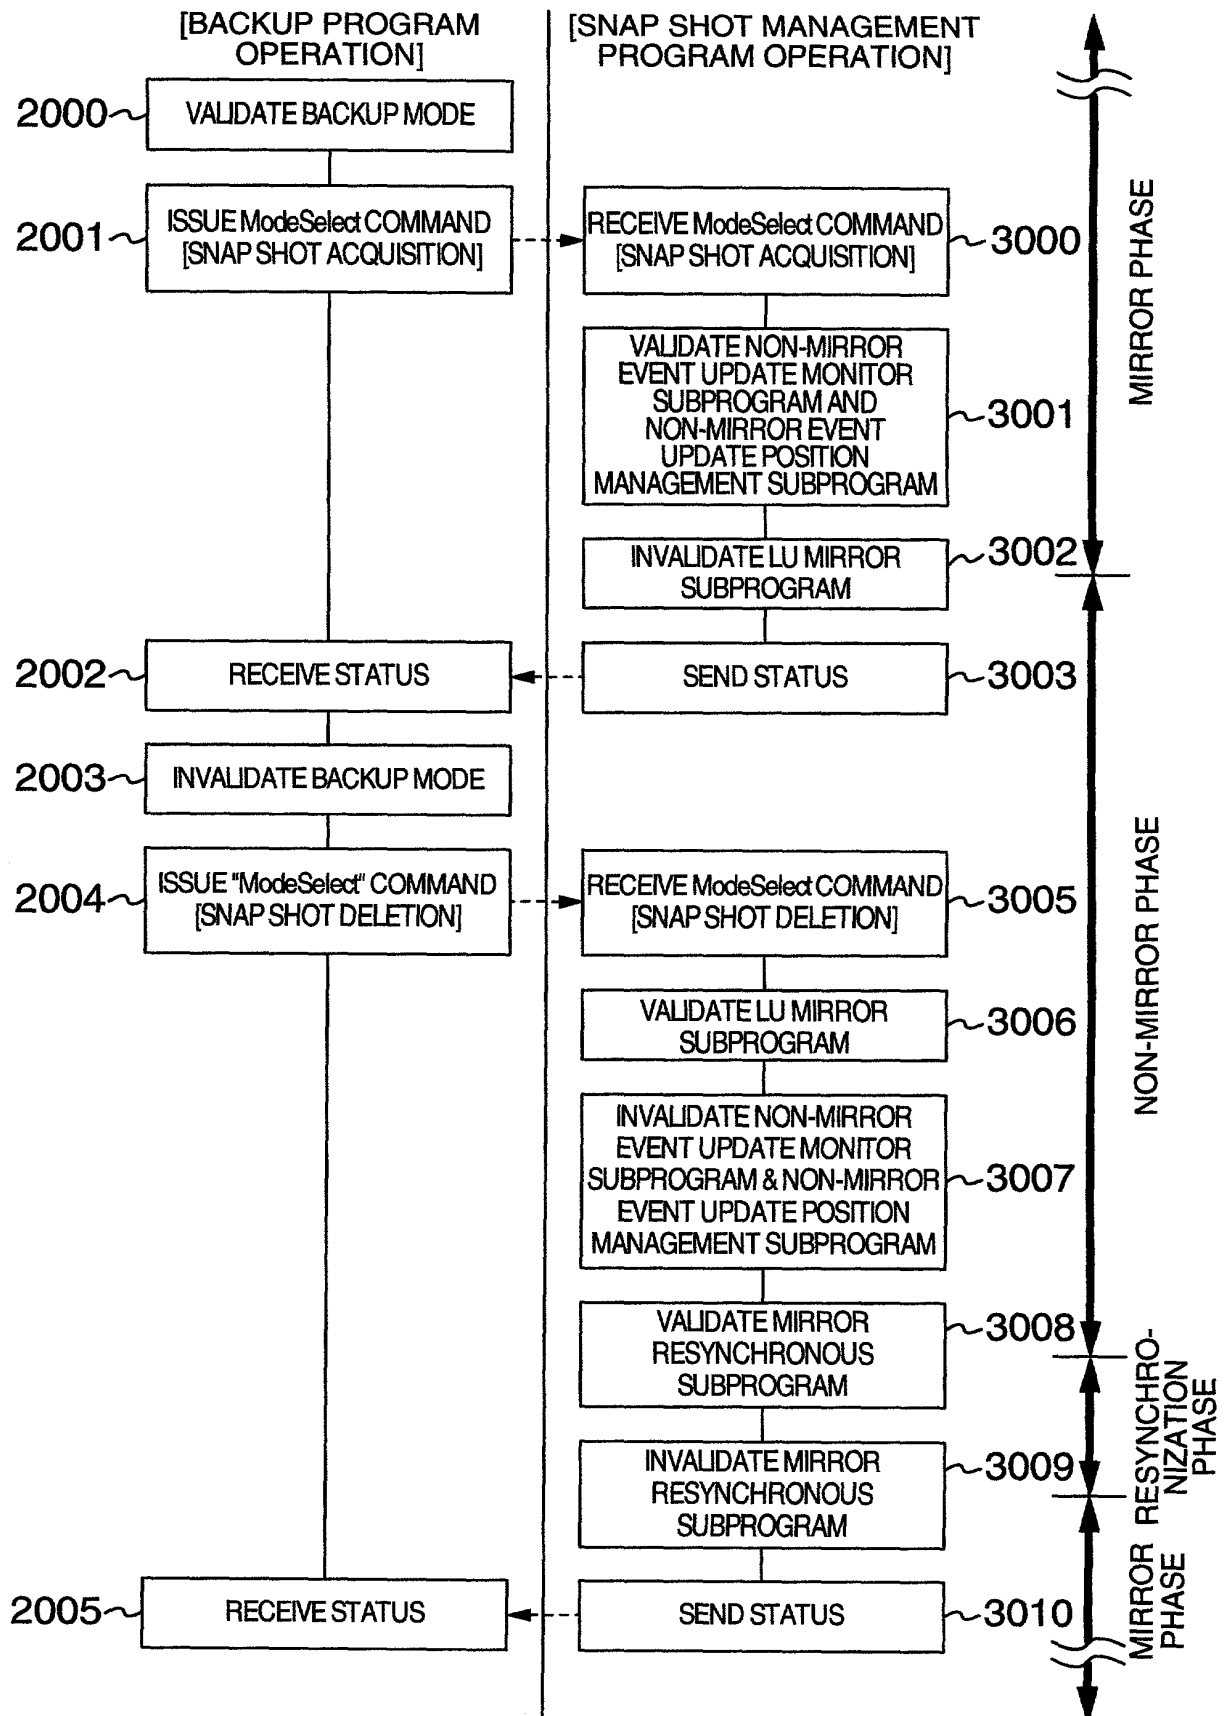 [BACKUP PROGRAM
OPERATION]
[SNAP SHOT MANAGEMENT
PROGRAM OPERATION]
2000
VALIDATE BACKUP MODE
2001
ISSUE ModeSelect COMMAND
[SNAP SHOT ACQUISITION]
RECEIVE ModeSelect COMMAND
[SNAP SHOT ACQUISITION]
3000
MIRROR PHASE
VALIDATE NON-MIRROR
EVENT UPDATE MONITOR
SUBPROGRAM AND
NON-MIRROR EVENT
UPDATE POSITION
MANAGEMENT SUBPROGRAM
3001
INVALIDATE LU MIRROR
SUBPROGRAM
3002
2002
RECEIVE STATUS
SEND STATUS
3003
2003
INVALIDATE BACKUP MODE
2004
ISSUE "ModeSelect" COMMAND
[SNAP SHOT DELETION]
RECEIVE ModeSelect COMMAND
[SNAP SHOT DELETION]
3005
NON-MIRROR PHASE
VALIDATE LU MIRROR
SUBPROGRAM
3006
INVALIDATE NON-MIRROR
EVENT UPDATE MONITOR
SUBPROGRAM & NON-MIRROR
EVENT UPDATE POSITION
MANAGEMENT SUBPROGRAM
3007
VALIDATE MIRROR
RESYNCHRONOUS
SUBPROGRAM
3008
RESYNCHRO-
NIZATION
PHASE
INVALIDATE MIRROR
RESYNCHRONOUS
SUBPROGRAM
3009
2005
RECEIVE STATUS
SEND STATUS
3010
MIRROR
PHASE